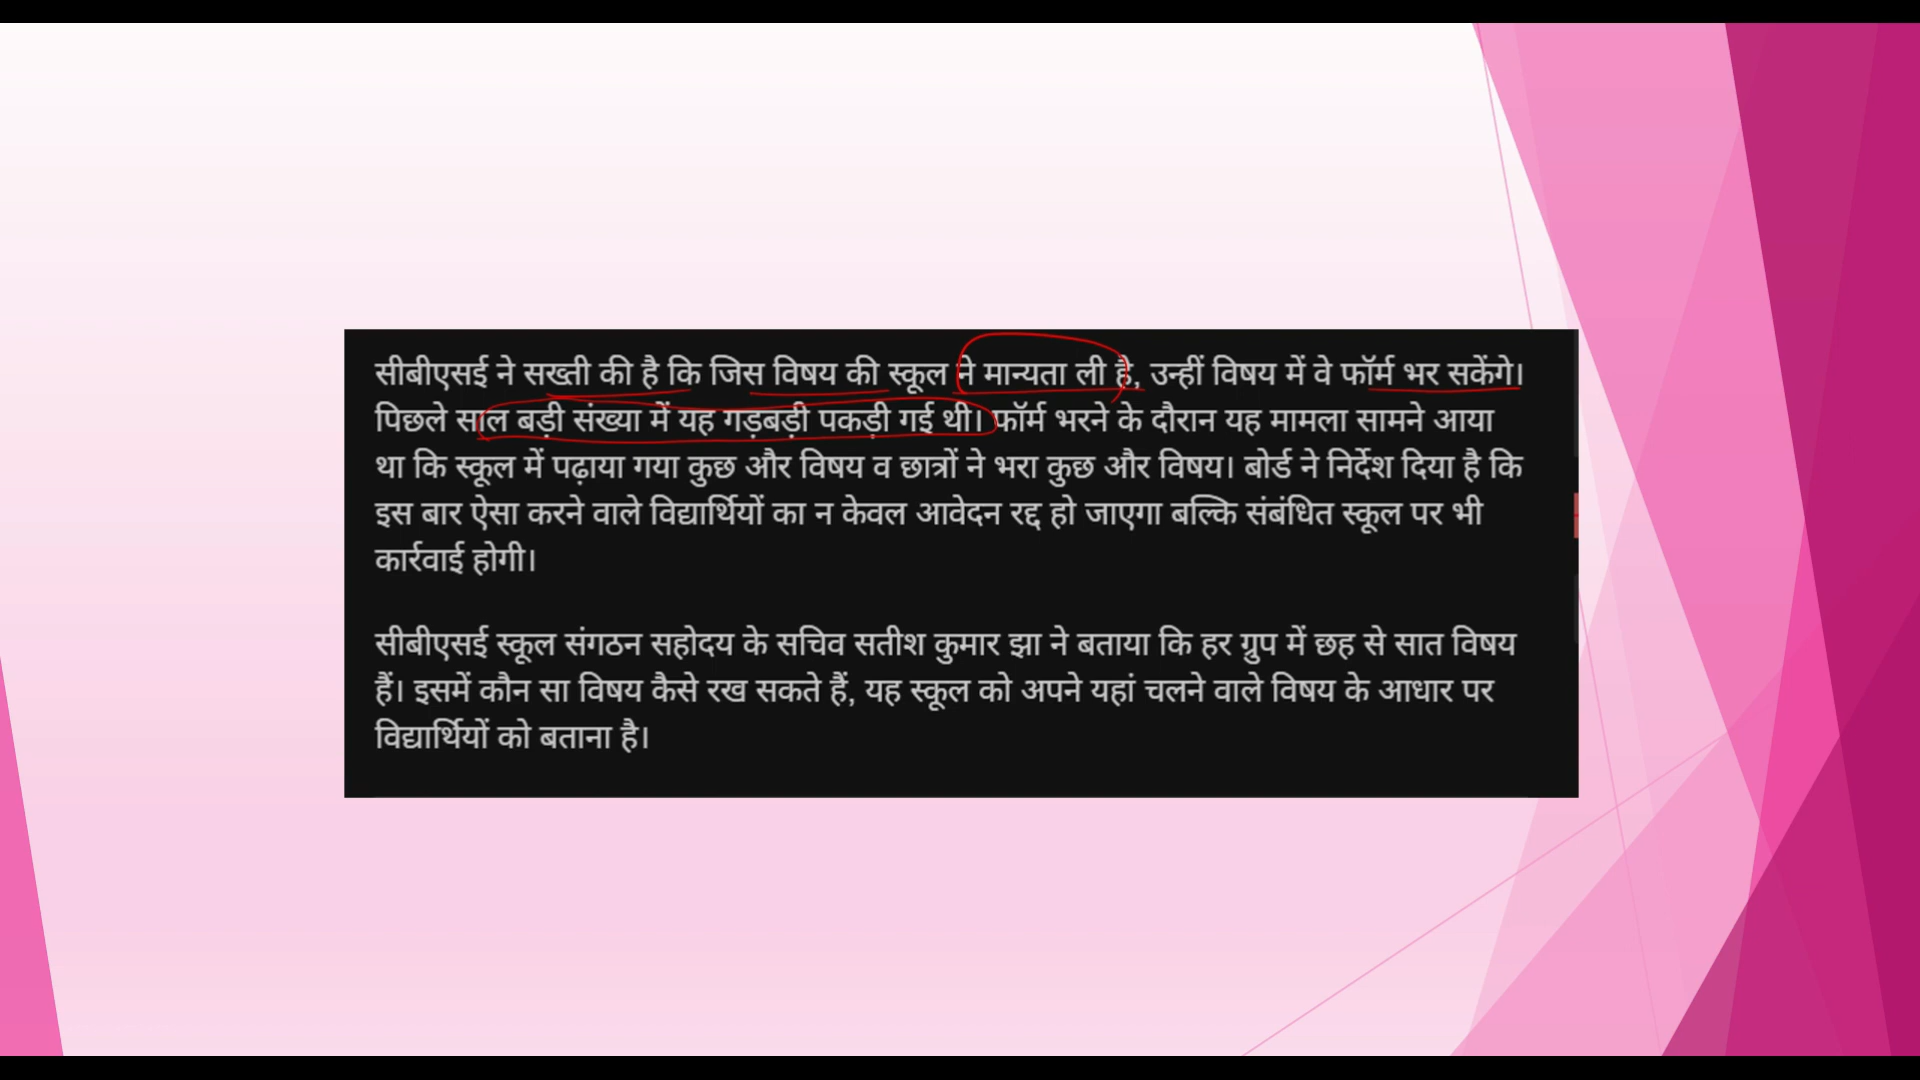 सीबीएसई ने सख्ती की है कि जिस विषय की स्कूल ने मान्यता ली है, उन्हीं विषय में वे फॉर्म भर सकेंगे।
पिछले साल बड़ी संख्या में यह गड़बड़ी पकड़ी गई थी। फॉर्म भरने के दौरान यह मामला सामने आया
था कि स्कूल में पढ़ाया गया कुछ और विषय व छात्रों ने भरा कुछ और विषय। बोर्ड ने निर्देश दिया है कि
इस बार ऐसा करने वाले विद्यार्थियों का न केवल आवेदन रद्द हो जाएगा बल्कि संबंधित स्कूल पर भी
कार्रवाई होगी।
सीबीएसई स्कूल संगठन सहोदय के सचिव सतीश कुमार झा ने बताया कि हर ग्रुप में छह से सात विषय
हैं। इसमें कौन सा विषय कैसे रख सकते हैं, यह स्कूल को अपने यहां चलने वाले विषय के आधार पर
विद्यार्थियों को बताना है।